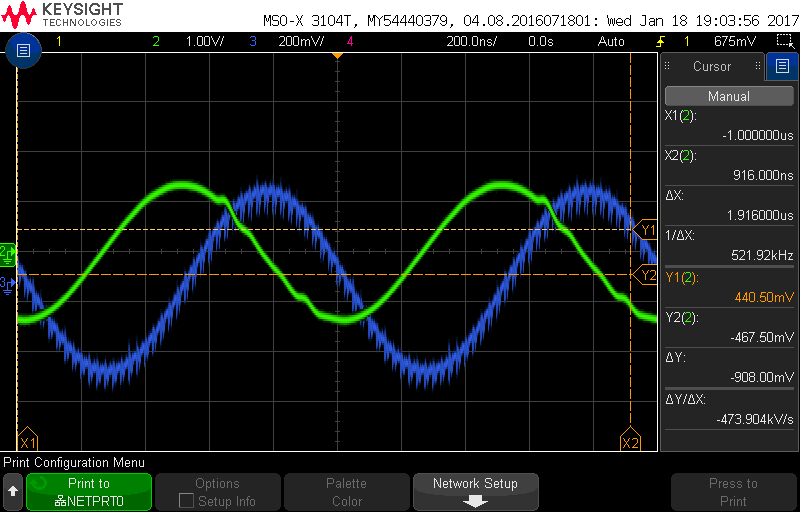 KEYSIGHT
TECHNOLOGIES
MSO-X 3104T, MY54440379, 04.08.2016071801: Wed Jan 18 19:03:56 2017
1 2 1.00V/ 3 200mV/ 4 200.0ns/ 0.0s Auto 1 675mV
Cursor
Manual
X1(2):
-1.000000us
X2(2):
916.000ns
ΔX:
1.916000us
1/ΔX:
521.92kHz
Y1(2):
440.50mV
Y2(2):
-467.50mV
ΔY:
-908.00mV
ΔY/ΔX:
-473.904kV/s
Y1
2
Y2
3
X1
X2
Print Configuration Menu
Print to
NETPRT0
Options
Setup Info
Palette
Color
Network Setup
Press to
Print